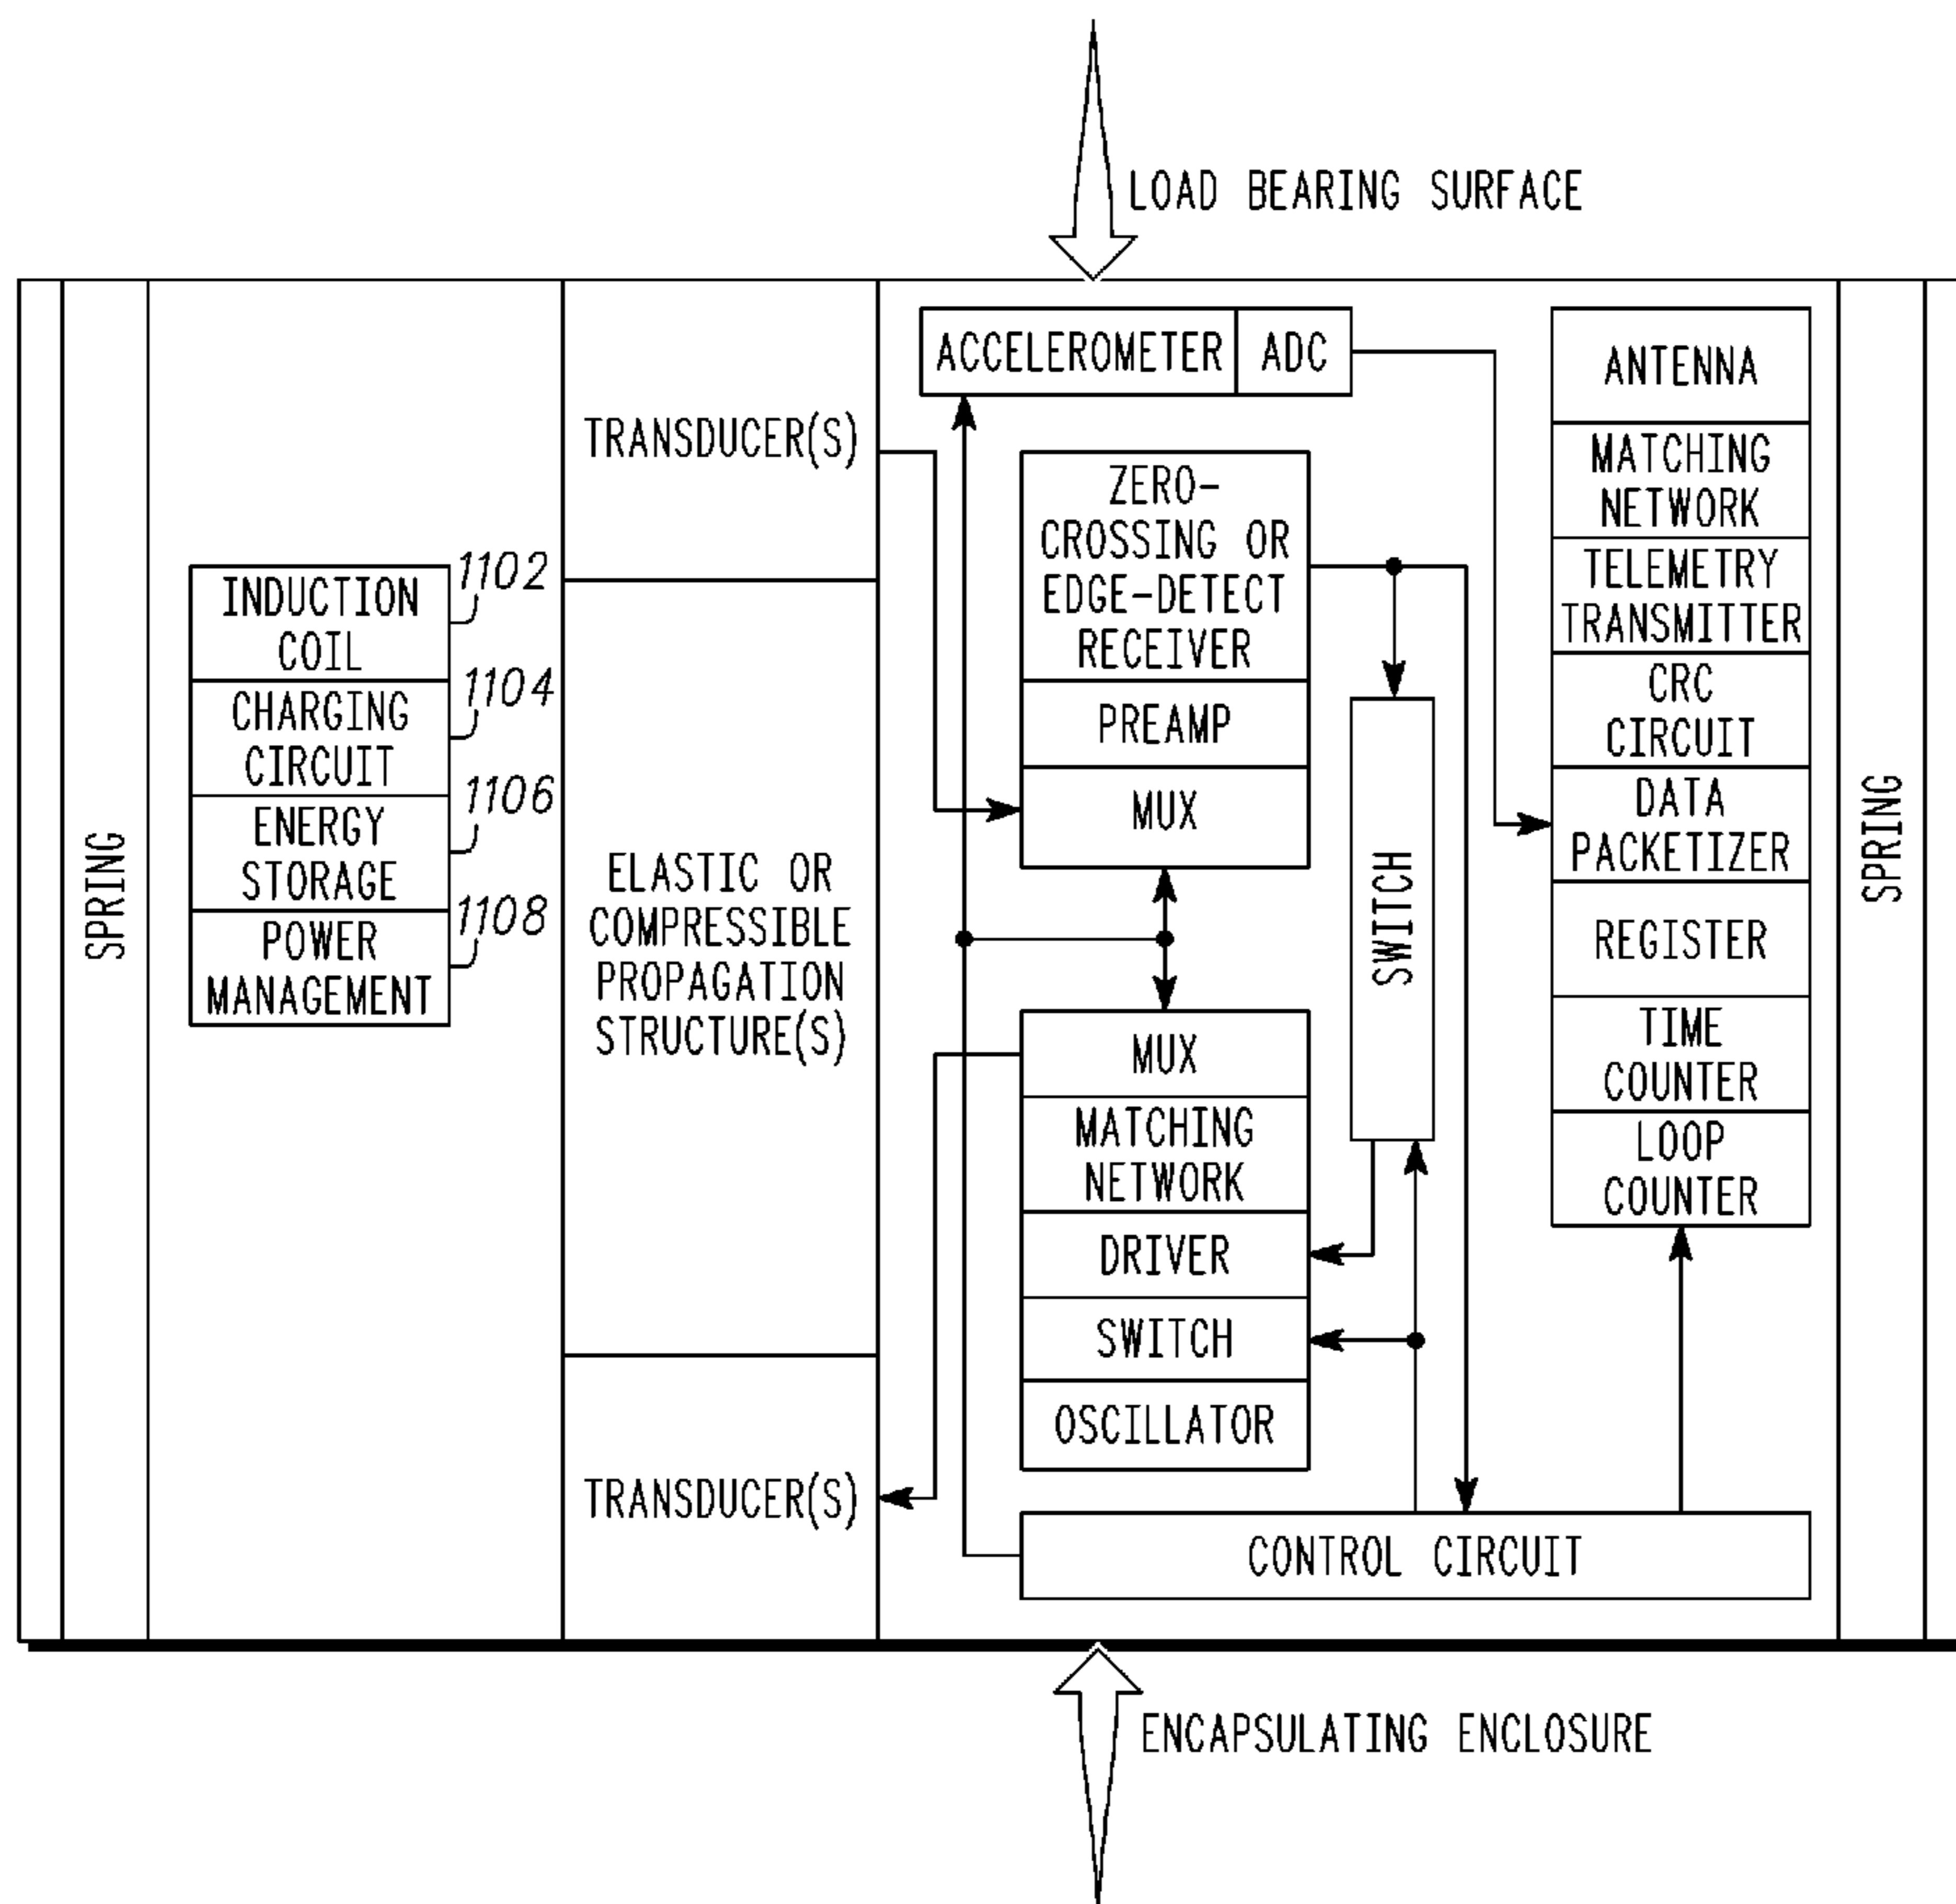 LOAD BEARING SURFACE
SPRING
INDUCTION
COIL
1102
CHARGING
CIRCUIT
1104
ENERGY
STORAGE
1106
POWER
MANAGEMENT
1108
TRANSDUCER(S)
ELASTIC OR
COMPRESSIBLE
PROPAGATION
STRUCTURE(S)
TRANSDUCER(S)
ACCELEROMETER
ADC
ZERO-
CROSSING OR
EDGE-DETECT
RECEIVER
PREAMP
MUX
MUX
MATCHING
NETWORK
DRIVER
SWITCH
OSCILLATOR
SWITCH
CONTROL CIRCUIT
ANTENNA
MATCHING
NETWORK
TELEMETRY
TRANSMITTER
CRC
CIRCUIT
DATA
PACKETIZER
REGISTER
TIME
COUNTER
LOOP
COUNTER
SPRING
ENCAPSULATING ENCLOSURE